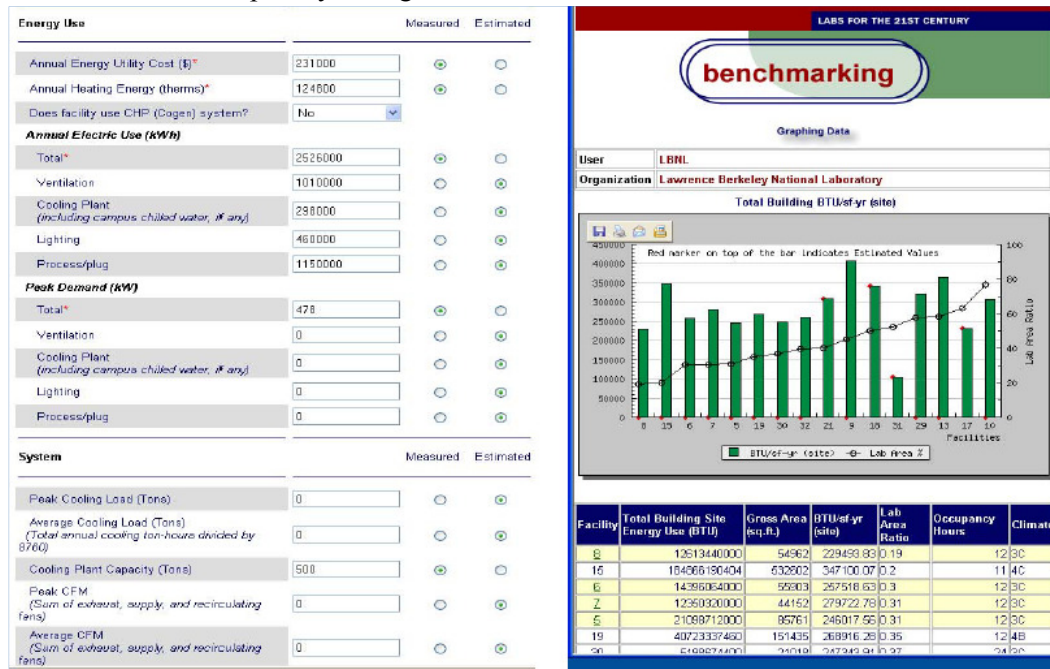 Energy Use Measured Estimated
Annual Energy Utility Cost ($)* 231000
Annual Heating Energy (therms)* 124800
Does facility use CHP (Cogen) system? No
Annual Electric Use (kWh)
Total* 2526000
Ventilation 1010000
Cooling Plant
(including campus chilled water, if any) 298000
Lighting 460000
Process/plug 1150000
Peak Demand (kW)
Total* 478
Ventilation 0
Cooling Plant
(including campus chilled water, if any) 0
Lighting 0
Process/plug 0
System Measured Estimated
Peak Cooling Load (Tons) 0
Average Cooling Load (Tons)
(Total annual cooling ton-hours divided by
8760) 0
Cooling Plant Capacity (Tons) 500
Peak CFM
(Sum of exhaust, supply, and recirculating
fans) 0
Average CFM
(Sum of exhaust, supply, and recirculating
fans) 0
LABS FOR THE 21ST CENTURY
benchmarking
Graphing Data
User LBNL
Organization Lawrence Berkeley National Laboratory
Total Building BTU/sf-yr (site)
Red marker on top of the bar indicates Estimated Values
450000 100
400000
350000 80
300000
250000 60
200000
150000 40
100000 20
50000
0 0
Lab Area Ratio
8 15 6 7 5 19 30 32 21 9 18 31 29 13 17 10
Facilities
BTU/sf-yr (site) Lab Area %
Facility Total Building Site Energy Use (BTU) Gross Area (sq.ft.) BTU/sf-yr (site) Lab Area Ratio Occupancy Hours Climate
8 12613440000 54962 229493.83 0.19 12 3C
15 184866190404 532602 347100.07 0.2 11 4C
6 14396064000 55903 257518.63 0.3 12 3C
7 12350320000 44152 279722.78 0.31 12 3C
5 21098712000 85761 246017.56 0.31 12 3C
19 40723337460 151435 268916.28 0.35 12 4B